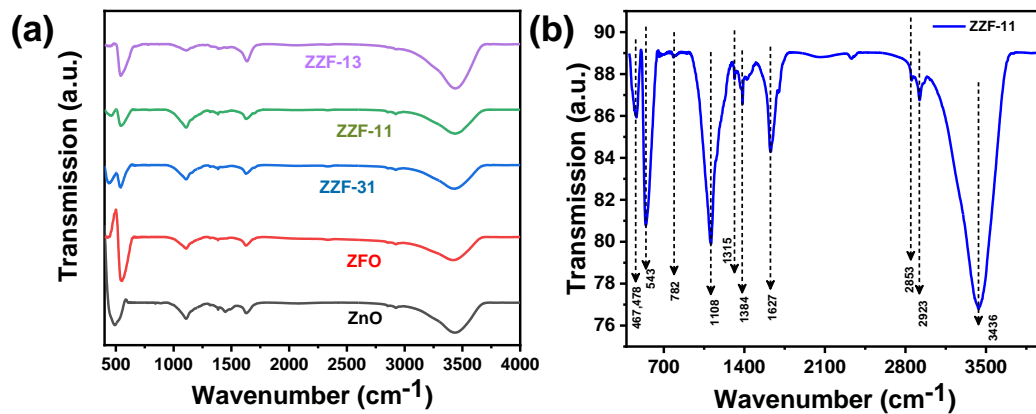 (a)
Transmission (a.u.)
ZZF-13
ZZF-11
ZZF-31
ZFO
ZnO
500 1000 1500 2000 2500 3000 3500 4000
Wavenumber (cm-1)
(b)
ZZF-11
Transmission (a.u.)
90
88
86
84
82
80
78
76
467,478
543
782
1108
1315
1384
1627
2853
2923
3436
700 1400 2100 2800 3500
Wavenumber (cm-1)